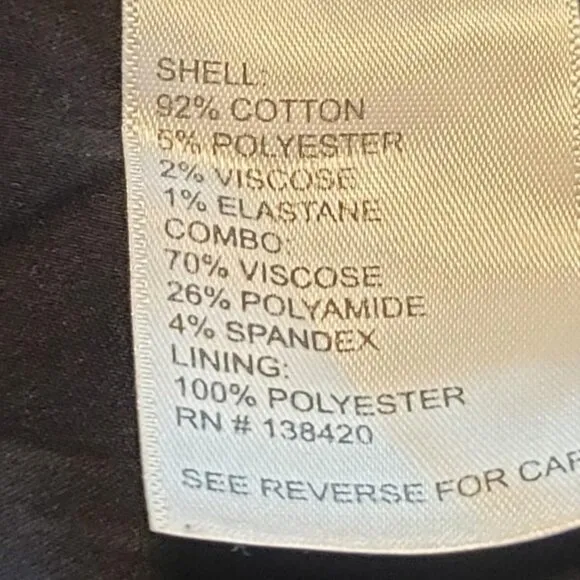 SHELL:
92% COTTON
5% POLYESTER
2% VISCOSE
1% ELASTANE
COMBO:
70% VISCOSE
26% POLYAMIDE
4% SPANDEX
LINING:
100% POLYESTER
RN # 138420
SEE REVERSE FOR CAR